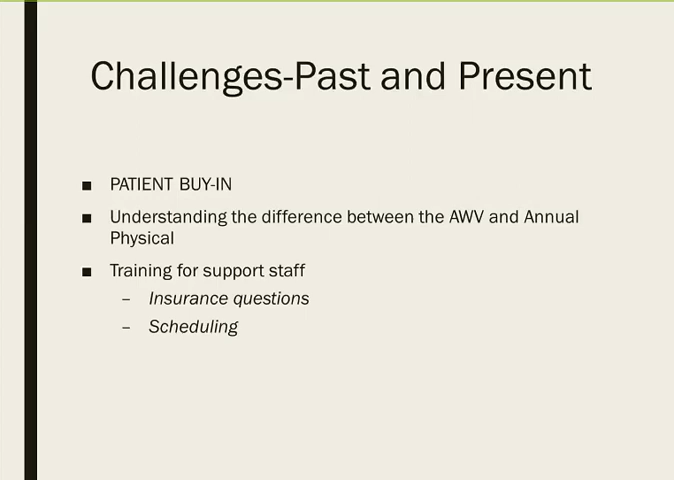 Challenges-Past and Present
■ PATIENT BUY-IN
■ Understanding the difference between the AWV and Annual
Physical
■ Training for support staff
– Insurance questions
– Scheduling